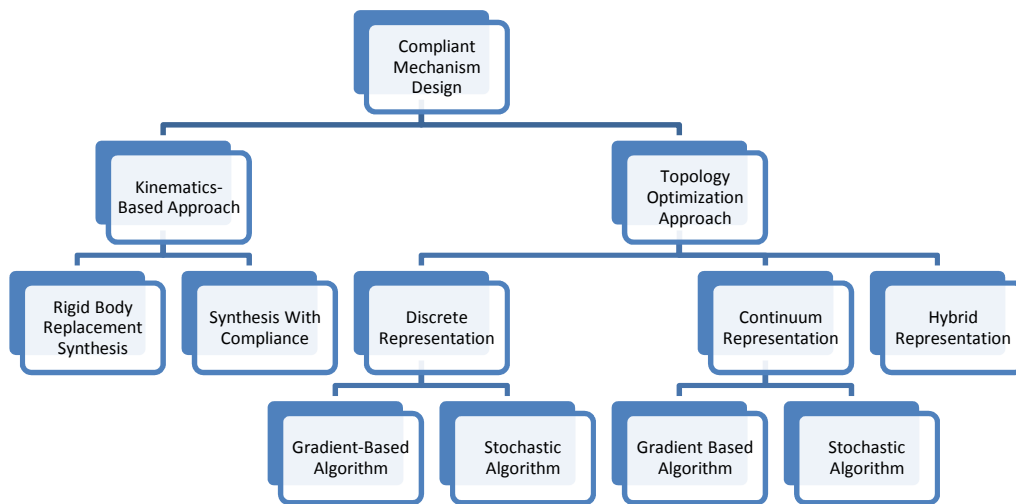 Compliant
Mechanism
Design
Kinematics-
Based Approach
Topology
Optimization
Approach
Rigid Body
Replacement
Synthesis
Synthesis With
Compliance
Discrete
Representation
Continuum
Representation
Hybrid
Representation
Gradient-Based
Algorithm
Stochastic
Algorithm
Gradient Based
Algorithm
Stochastic
Algorithm